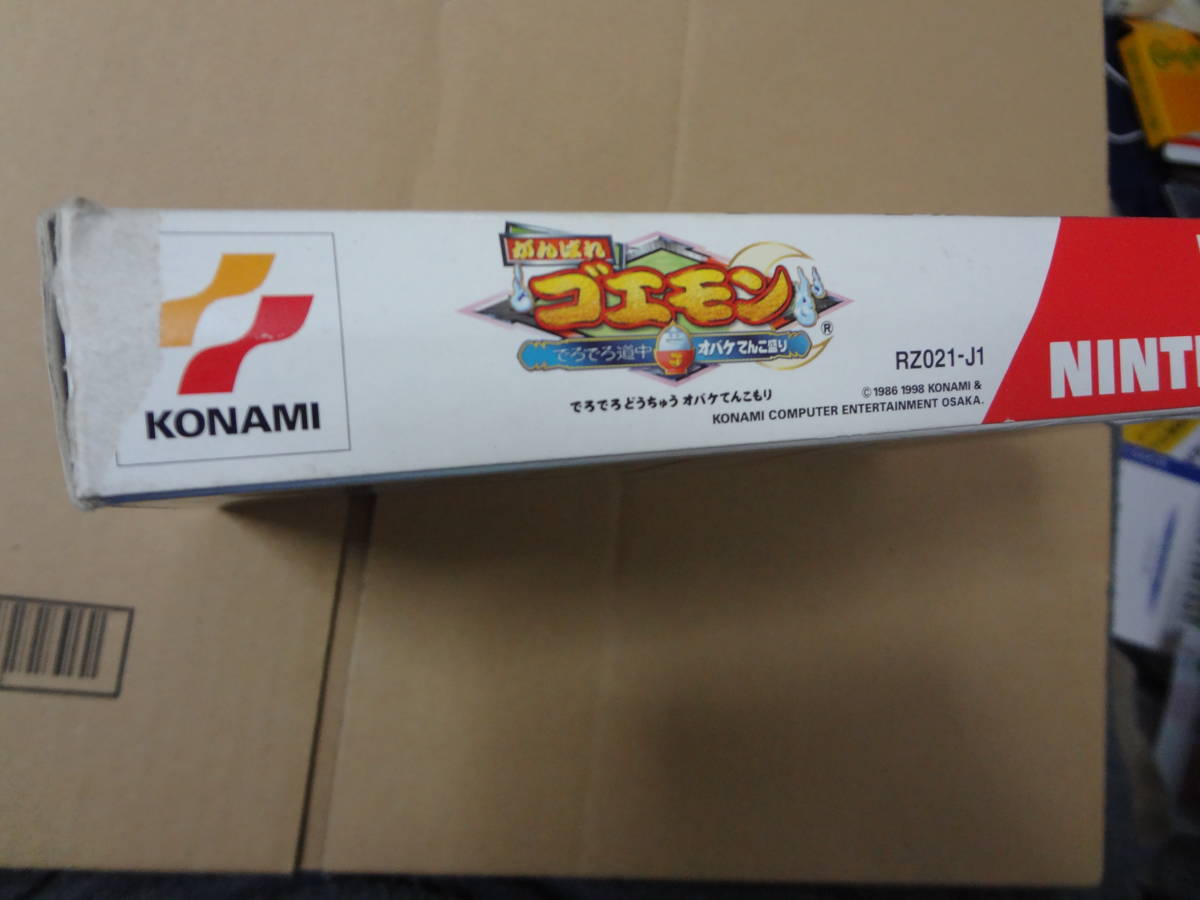 KONAMI
がんばれ
ゴエモン
でろでろ道中
オバケてんこ盛り
®
でろでろどうちゅう オバケてんこもり
RZ021-J1
©1986 1998 KONAMI &
KONAMI COMPUTER ENTERTAINMENT OSAKA.
NINT